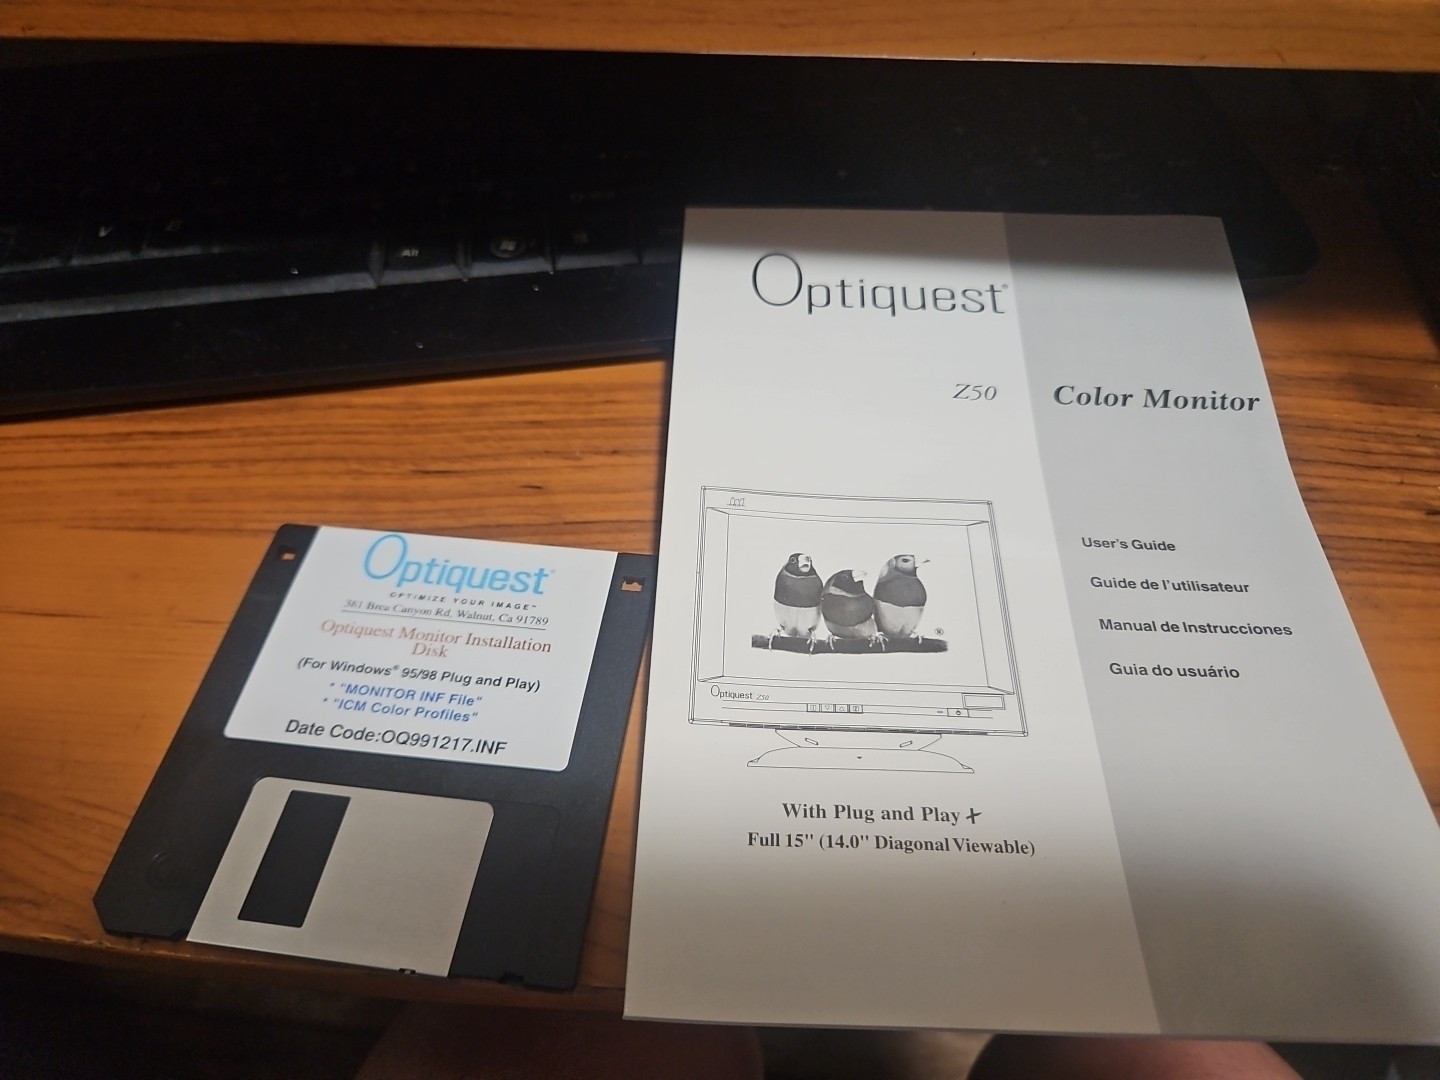 Alt
Optiquest®
OPTIMIZE YOUR IMAGE™
381 Brea Canyon Rd, Walnut, Ca 91789
Optiquest Monitor Installation
Disk
(For Windows® 95/98 Plug and Play)
* "MONITOR INF File"
* "ICM Color Profiles"
Date Code:OQ991217.INF
Optiquest®
Z50 Color Monitor
User's Guide
Guide de l'utilisateur
Manual de Instrucciones
Guia do usuário
®
Optiquest Z50
With Plug and Play+
Full 15" (14.0" Diagonal Viewable)